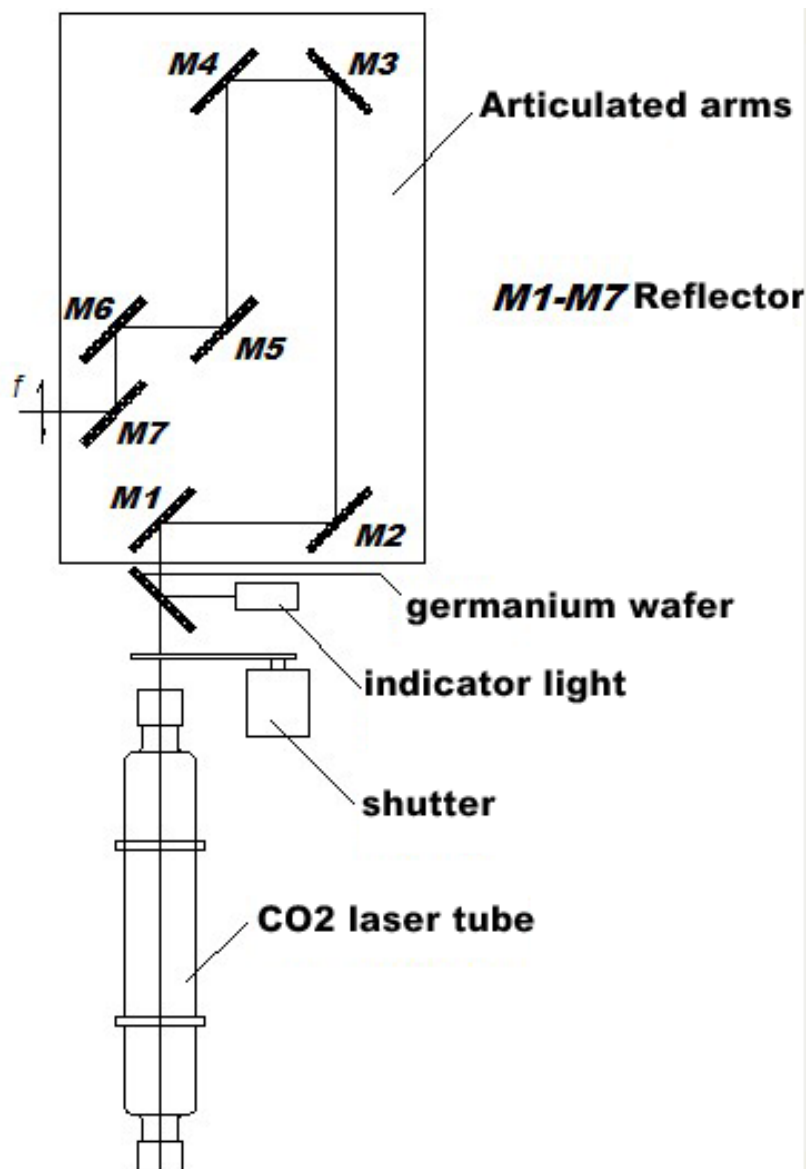 M4
M3
Articulated arms
M1-M7 Reflector
M6
M5
f
M7
M1
M2
germanium wafer
indicator light
shutter
CO2 laser tube